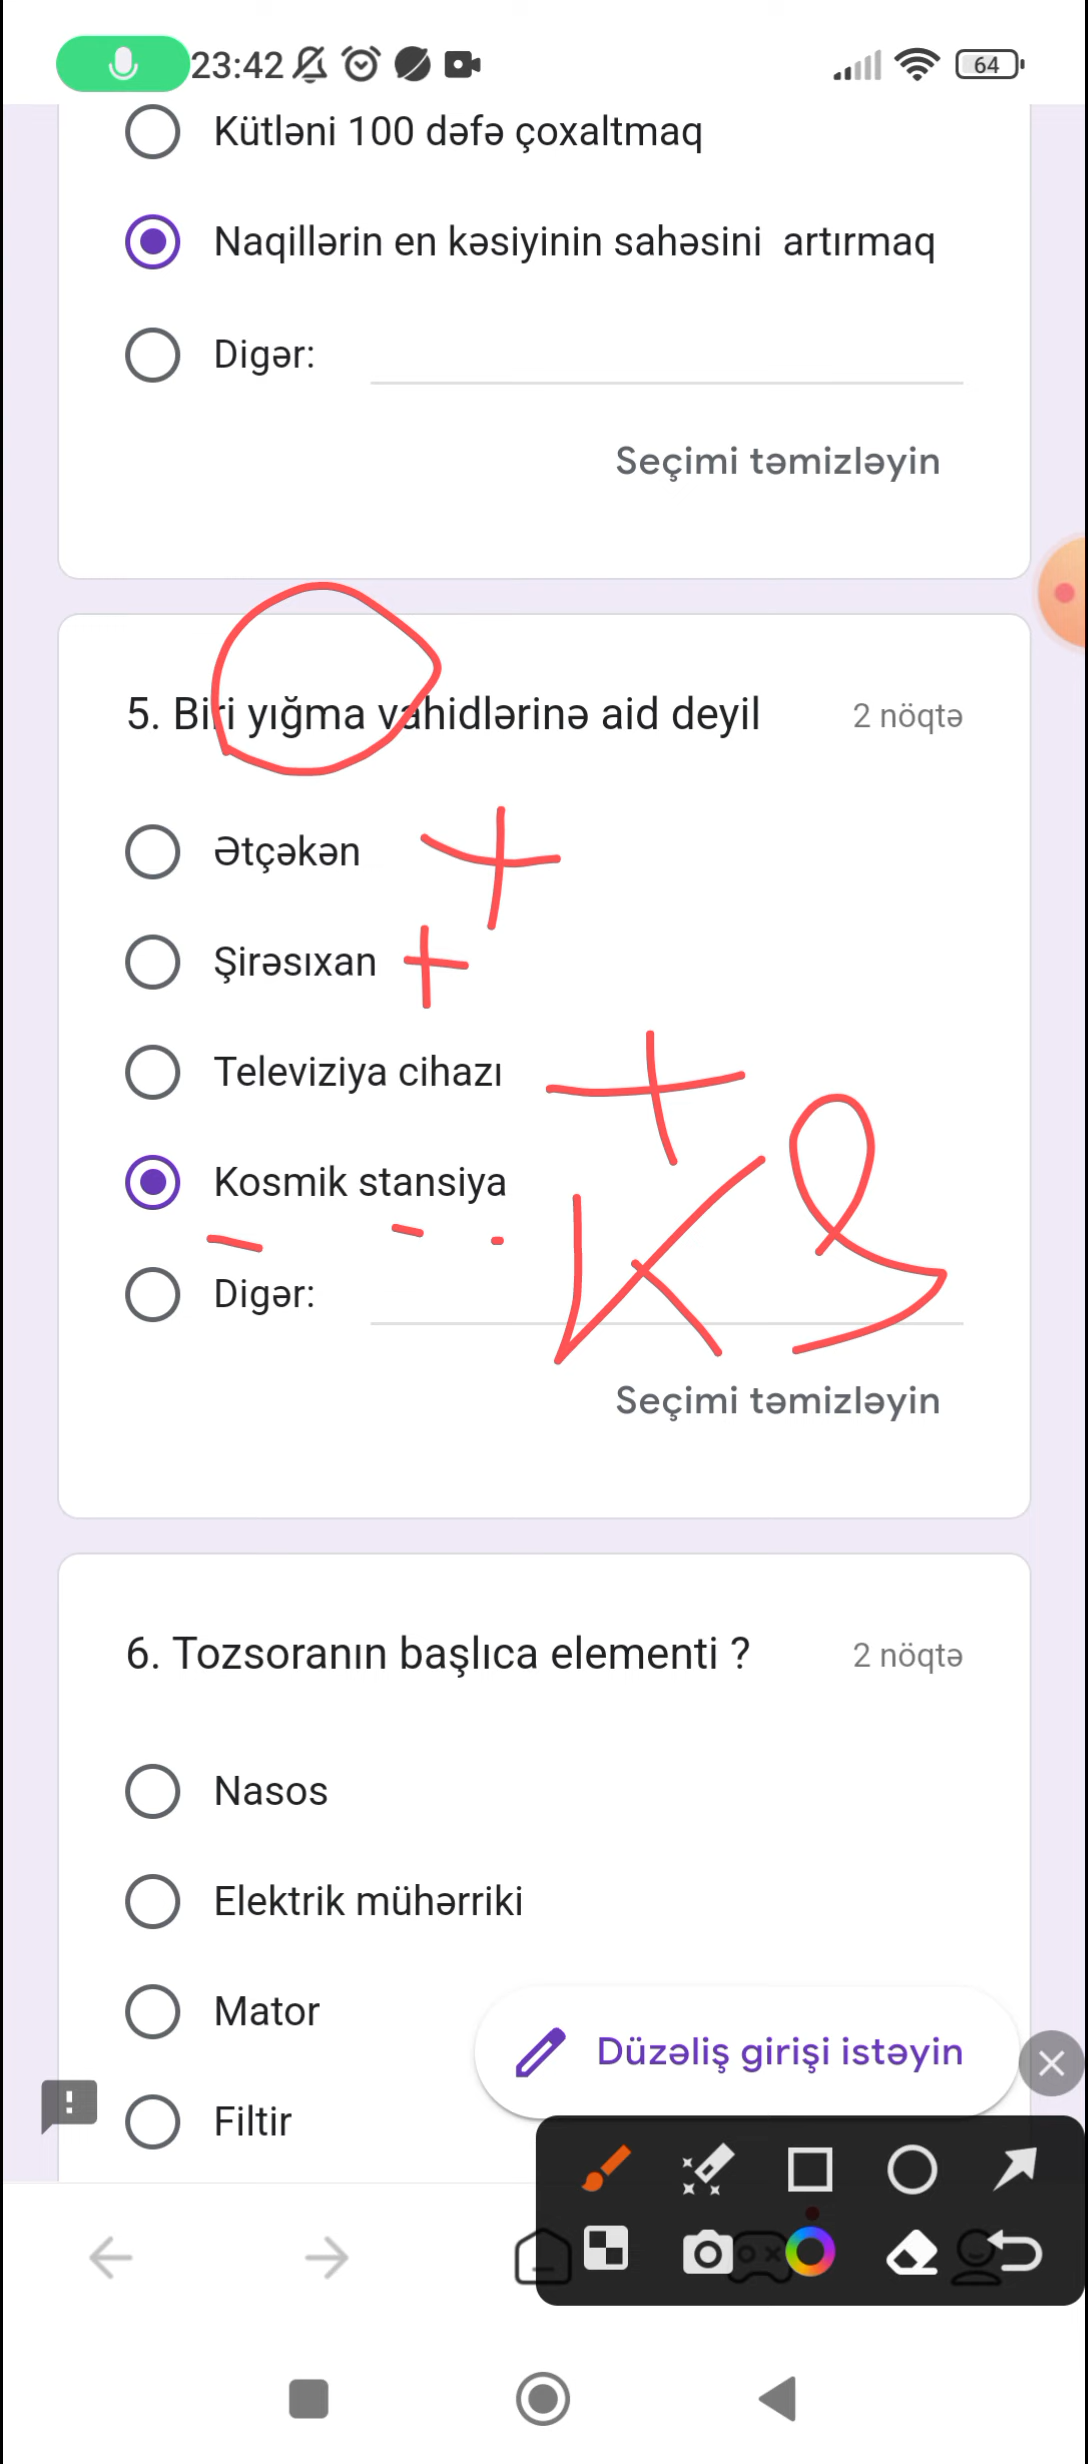 23:42
64
Kütləni 100 dəfə çoxaltmaq
Naqillərin en kəsiyinin sahəsini artırmaq
Digər:
Seçimi təmizləyin
5. Biri yığma vahidlərinə aid deyil
2 nöqtə
Ətçəkən +
Şirəsıxan +
Televiziya cihazı +
Kosmik stansiya
Digər:
Seçimi təmizləyin
6. Tozsoranın başlıca elementi ?
2 nöqtə
Nasos
Elektrik mühərriki
Mator
Düzəliş girişi istəyin
Filtir